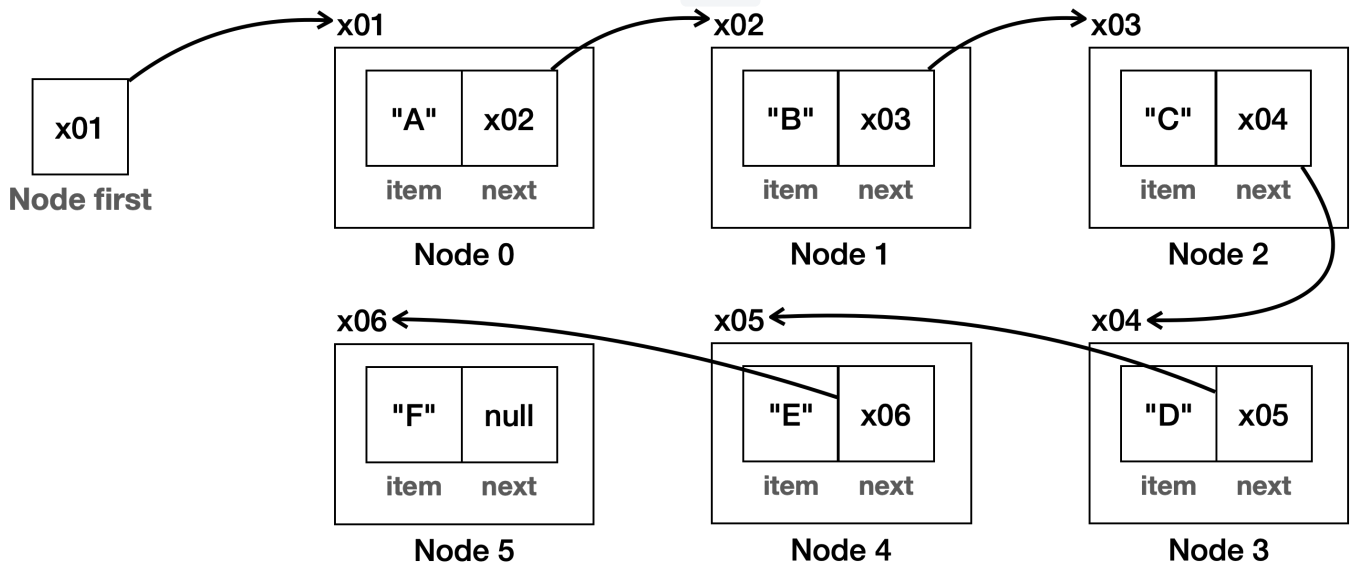 x01 x02 x03
x01
Node first
"A" x02
item next
Node 0
"B" x03
item next
Node 1
"C" x04
item next
Node 2
x06 x05 x04
"F" null
item next
Node 5
"E" x06
item next
Node 4
"D" x05
item next
Node 3